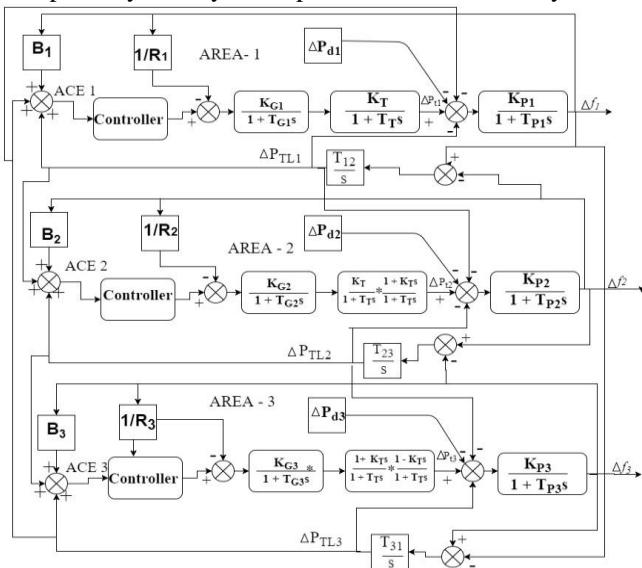 B1
1/R1
AREA- 1
ΔPd1
ACE 1
+
+
+
Controller
+
-
KG1
1 + TG1s
KT
1 + TTs
ΔPt1
+
-
-
-
KP1
1 + TP1s
Δf1
ΔPTL1
T12
s
+
-
B2
1/R2
AREA - 2
ΔPd2
ACE 2
+
+
+
Controller
+
-
KG2
1 + TG2s
KT * 1 + KTs
1+TTs 1+TTs
ΔPt2
+
-
-
-
KP2
1 + TP2s
Δf2
ΔPTL2
T23
s
+
-
B3
1/R3
AREA - 3
ΔPd3
ACE 3
+
+
+
Controller
-
+
KG3 *
1 + TG3s
1+ KTs * 1 - KTs
1+TTs 1+TTs
ΔPt3
+
-
-
-
KP3
1 + TP3s
Δf3
ΔPTL3
T31
s
+
-